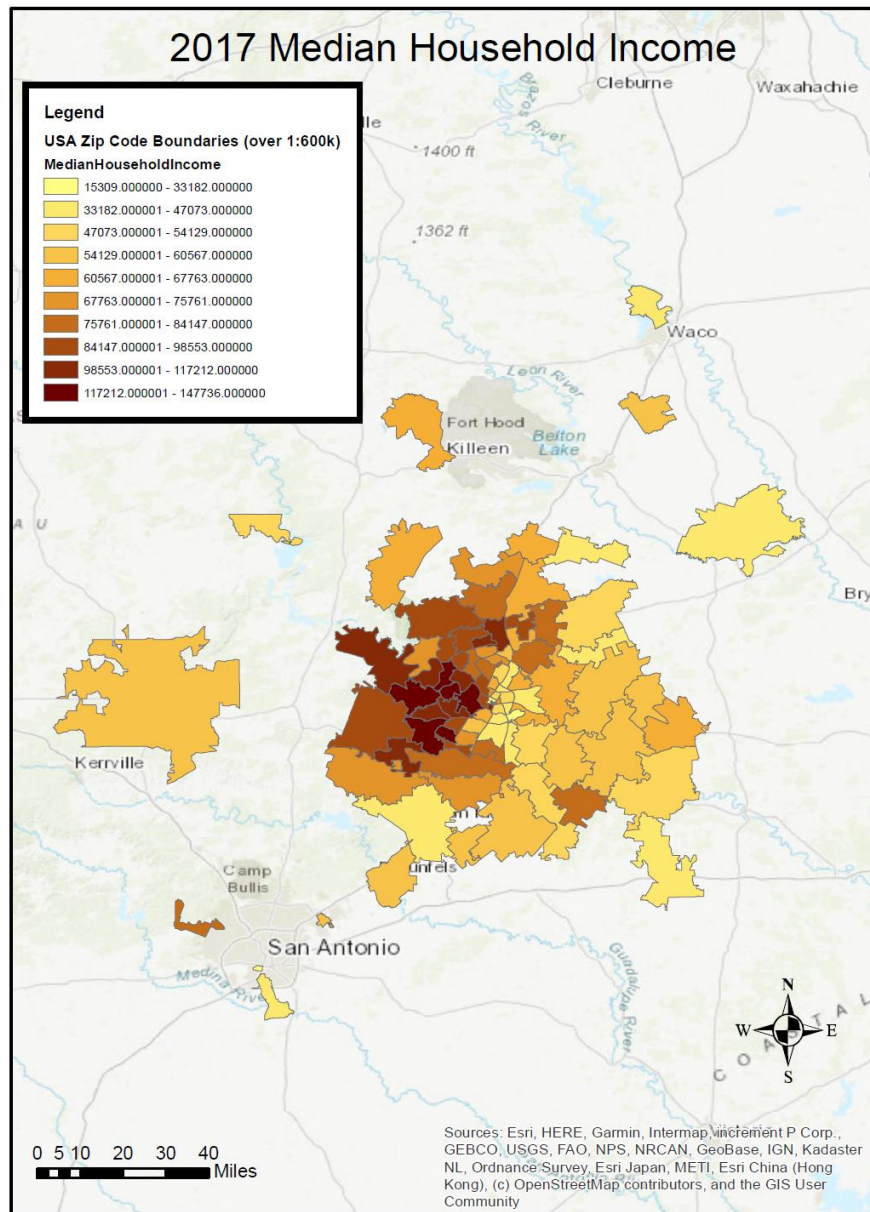 2017 Median Household Income
Cleburne
Waxahachie
River
Legend
USA Zip Code Boundaries (over 1:600k)
MedianHouseholdIncome
15309.000000 - 33182.000000
33182.000001 - 47073.000000
47073.000001 - 54129.000000
54129.000001 - 60567.000000
60567.000001 - 67763.000000
67763.000001 - 75761.000000
75761.000001 - 84147.000000
84147.000001 - 98553.000000
98553.000001 - 117212.000000
117212.000001 - 147736.000000
1400 ft
1362 ft
Waco
Leon River
Fort Hood
Killeen
Belton
Lake
A U
Bry
Kerrville
unfels
Camp
Bullis
San Antonio
Medina River
Guadalupe River
N
W E
S
C O A S T A L
0 5 10 20 30 40
Miles
Sources: Esri, HERE, Garmin, Intermap, increment P Corp.,
GEBCO, USGS, FAO, NPS, NRCAN, GeoBase, IGN, Kadaster
NL, Ordnance Survey, Esri Japan, METI, Esri China (Hong
Kong), (c) OpenStreetMap contributors, and the GIS User
Community